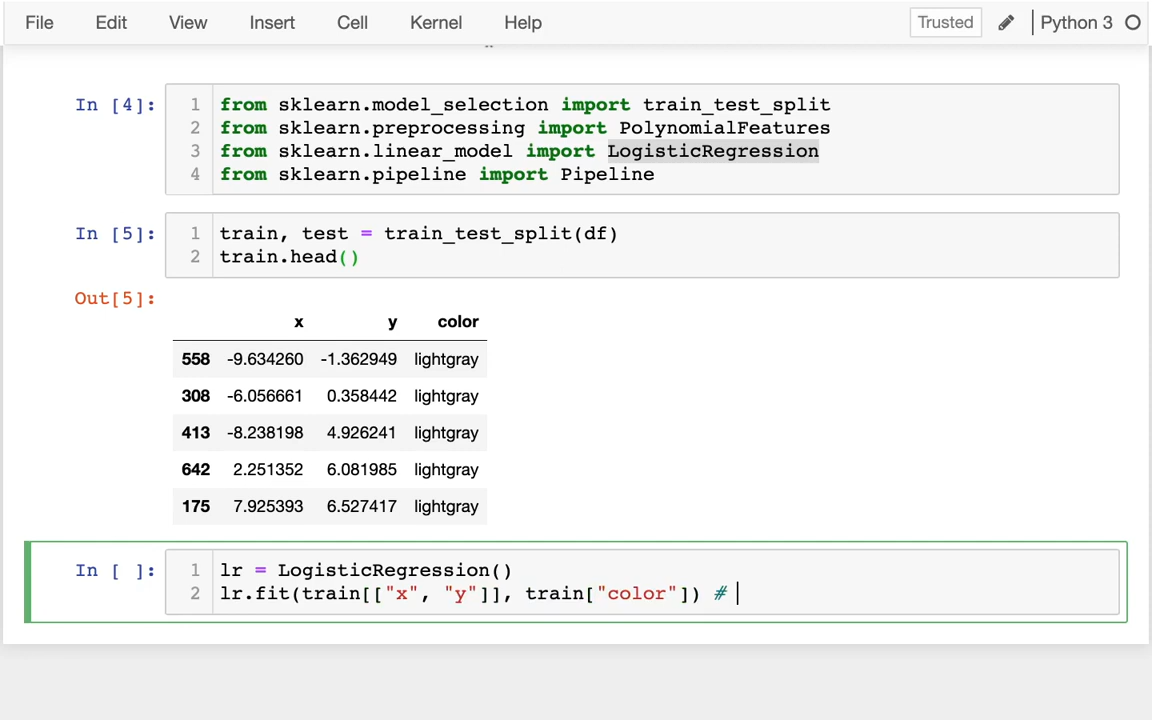 File Edit View Insert Cell Kernel Help Trusted Python 3
In [4]:
1 from sklearn.model_selection import train_test_split
2 from sklearn.preprocessing import PolynomialFeatures
3 from sklearn.linear_model import LogisticRegression
4 from sklearn.pipeline import Pipeline
In [5]:
1 train, test = train_test_split(df)
2 train.head()
Out[5]:
x y color
558 -9.634260 -1.362949 lightgray
308 -6.056661 0.358442 lightgray
413 -8.238198 4.926241 lightgray
642 2.251352 6.081985 lightgray
175 7.925393 6.527417 lightgray
In [ ]:
1 lr = LogisticRegression()
2 lr.fit(train[["x", "y"]], train["color"]) #